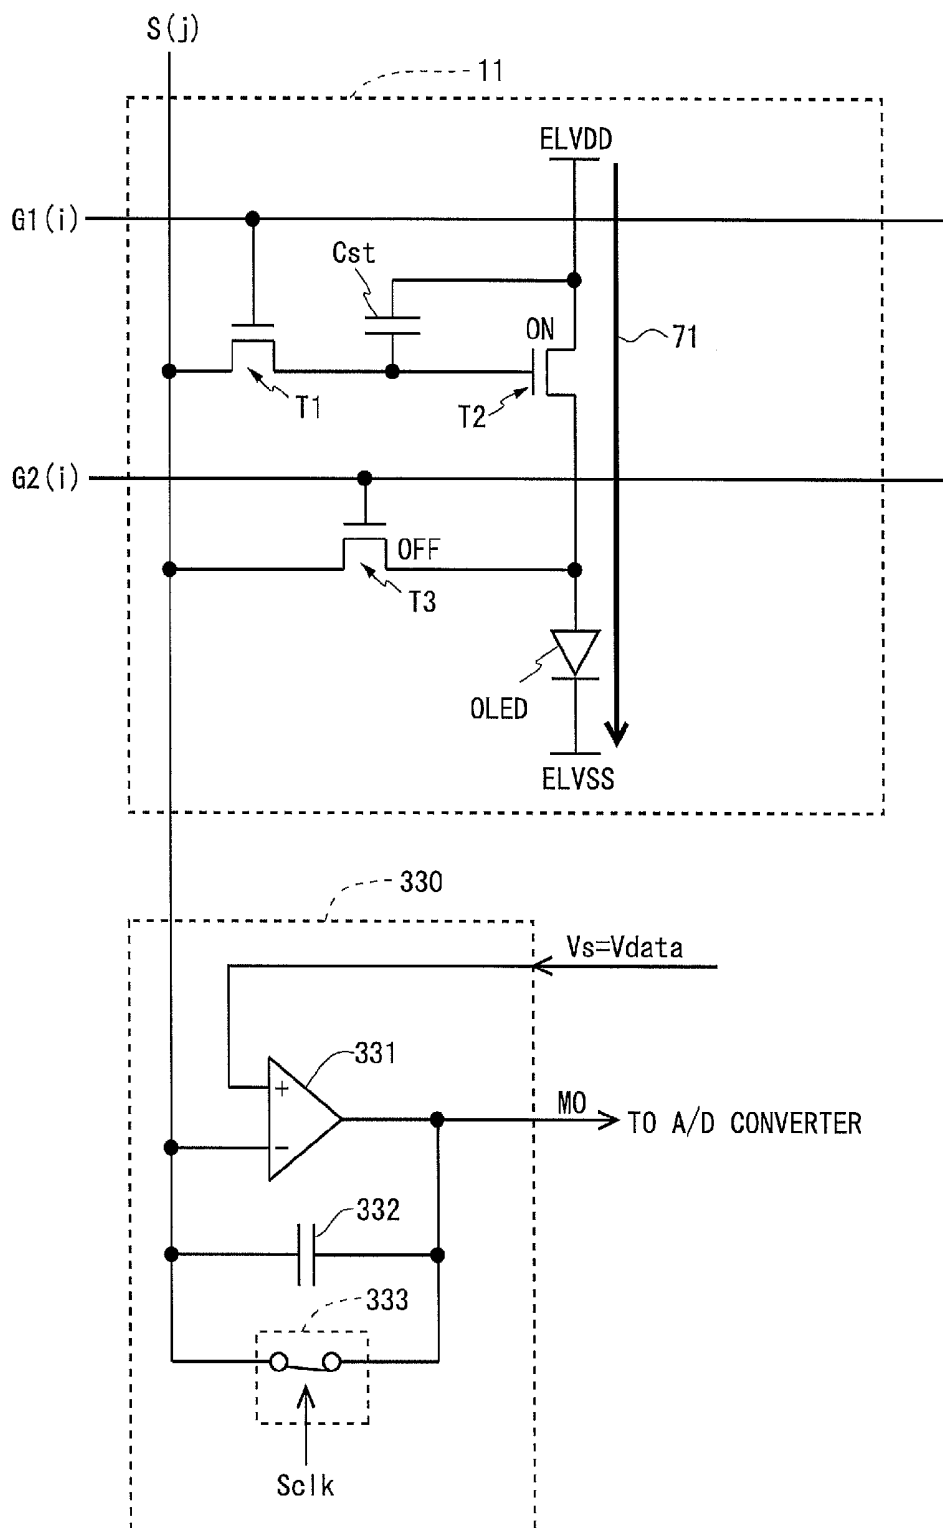 S(j)
11
ELVDD
G1(i)
Cst
ON
71
T1
T2
G2(i)
OFF
T3
OLED
ELVSS
330
Vs=Vdata
331
+
MO
TO A/D CONVERTER
−
332
333
Sclk